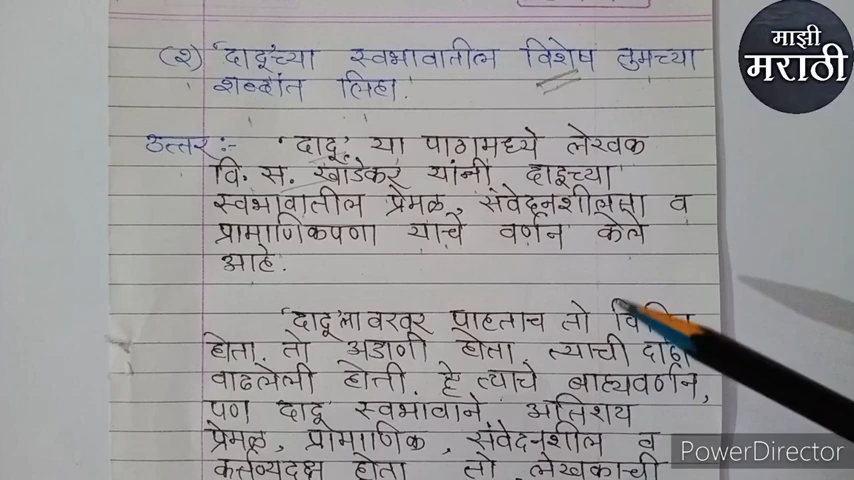 माझी
मराठी
(२) 'दादू'च्या स्वभावातील विशेष तुमच्या
शब्दांत लिहा.
उत्तर:- 'दादू' या पाठामध्ये लेखक
वि. स. खांडेकर यांनी दादूच्या
स्वभावातील प्रेमळ, संवेदनशीलता व
प्रामाणिकपणा याचे वर्णन केले
आहे.
'दादू'ला वरवर पाहताच तो
होता. तो अडाणी होता. त्याची दाढी
वाढलेली होती. हे त्याचे बाह्यवर्णन,
पण दादू स्वभावाने अतिशय
प्रेमळ, प्रामाणिक, संवेदनशील व
कर्तव्यदक्ष होता तो लेखकाची
PowerDirector